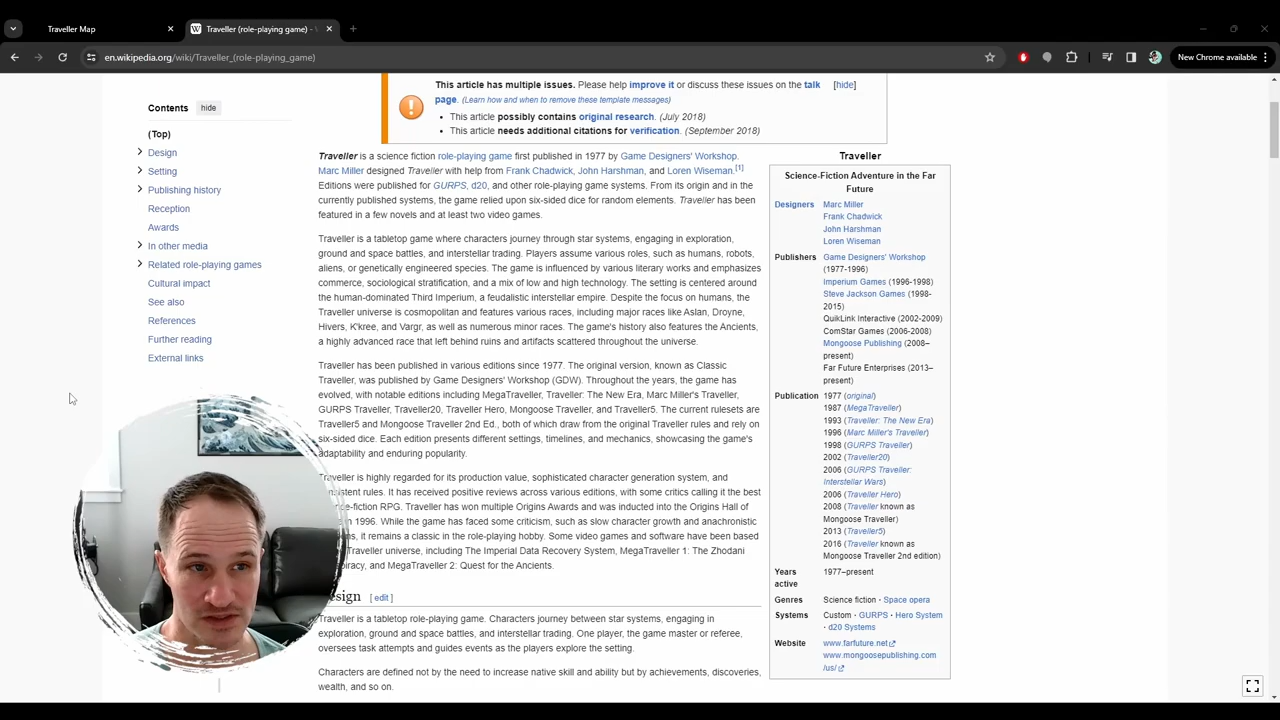 Traveller Map
Traveller (role-playing game) -
New Chrome available
en.wikipedia.org/wiki/Traveller_(role-playing_game)
Contents hide
(Top)
Design
Setting
Publishing history
Reception
Awards
In other media
Related role-playing games
Cultural impact
See also
References
Further reading
External links
This article has multiple issues. Please help improve it or discuss these issues on the talk [hide]
page. (Learn how and when to remove these template messages)
• This article possibly contains original research. (July 2018)
• This article needs additional citations for verification. (September 2018)
Traveller is a science fiction role-playing game first published in 1977 by Game Designers' Workshop.
Marc Miller designed Traveller with help from Frank Chadwick, John Harshman, and Loren Wiseman.[1]
Editions were published for GURPS, d20, and other role-playing game systems. From its origin and in the
currently published systems, the game relied upon six-sided dice for random elements. Traveller has been
featured in a few novels and at least two video games.
Traveller is a tabletop game where characters journey through star systems, engaging in exploration,
ground and space battles, and interstellar trading. Players assume various roles, such as humans, robots,
aliens, or genetically engineered species. The game is influenced by various literary works and emphasizes
commerce, sociological stratification, and a mix of low and high technology. The setting is centered around
the human-dominated Third Imperium, a feudalistic interstellar empire. Despite the focus on humans, the
Traveller universe is cosmopolitan and features various races, including major races like Aslan, Droyne,
Hivers, K'kree, and Vargr, as well as numerous minor races. The game's history also features the Ancients,
a highly advanced race that left behind ruins and artifacts scattered throughout the universe.
Traveller has been published in various editions since 1977. The original version, known as Classic
Traveller, was published by Game Designers' Workshop (GDW). Throughout the years, the game has
evolved, with notable editions including MegaTraveller, Traveller: The New Era, Marc Miller's Traveller,
GURPS Traveller, Traveller20, Traveller Hero, Mongoose Traveller, and Traveller5. The current rulesets are
Traveller5 and Mongoose Traveller 2nd Ed., both of which draw from the original Traveller rules and rely on
six-sided dice. Each edition presents different settings, timelines, and mechanics, showcasing the game's
adaptability and enduring popularity.
Traveller is highly regarded for its production value, sophisticated character generation system, and
rules. It has received positive reviews across various editions, with some critics calling it the best
RPG. Traveller has won multiple Origins Awards and was inducted into the Origins Hall of
in 1996. While the game has faced some criticism, such as slow character growth and anachronistic
it remains a classic in the role-playing hobby. Some video games and software have been based
Traveller universe, including The Imperial Data Recovery System, MegaTraveller 1: The Zhodani
and MegaTraveller 2: Quest for the Ancients.
sign [ edit ]
Traveller is a tabletop role-playing game. Characters journey between star systems, engaging in
exploration, ground and space battles, and interstellar trading. One player, the game master or referee,
oversees task attempts and guides events as the players explore the setting.
Characters are defined not by the need to increase native skill and ability but by achievements, discoveries,
wealth, and so on.
Traveller
Science-Fiction Adventure in the Far
Future
Designers Marc Miller
Frank Chadwick
John Harshman
Loren Wiseman
Publishers Game Designers' Workshop
(1977-1996)
Imperium Games (1996-1998)
Steve Jackson Games (1998-
2015)
QuikLink Interactive (2002-2009)
ComStar Games (2006-2008)
Mongoose Publishing (2008–
present)
Far Future Enterprises (2013–
present)
Publication 1977 (original)
1987 (MegaTraveller)
1993 (Traveller: The New Era)
1996 (Marc Miller's Traveller)
1998 (GURPS Traveller)
2002 (Traveller20)
2006 (GURPS Traveller:
Interstellar Wars)
2006 (Traveller Hero)
2008 (Traveller known as
Mongoose Traveller)
2013 (Traveller5)
2016 (Traveller known as
Mongoose Traveller 2nd edition)
Years 1977–present
active
Genres Science fiction · Space opera
Systems Custom · GURPS · Hero System
· d20 Systems
Website www.farfuture.net
www.mongoosepublishing.com
/us/